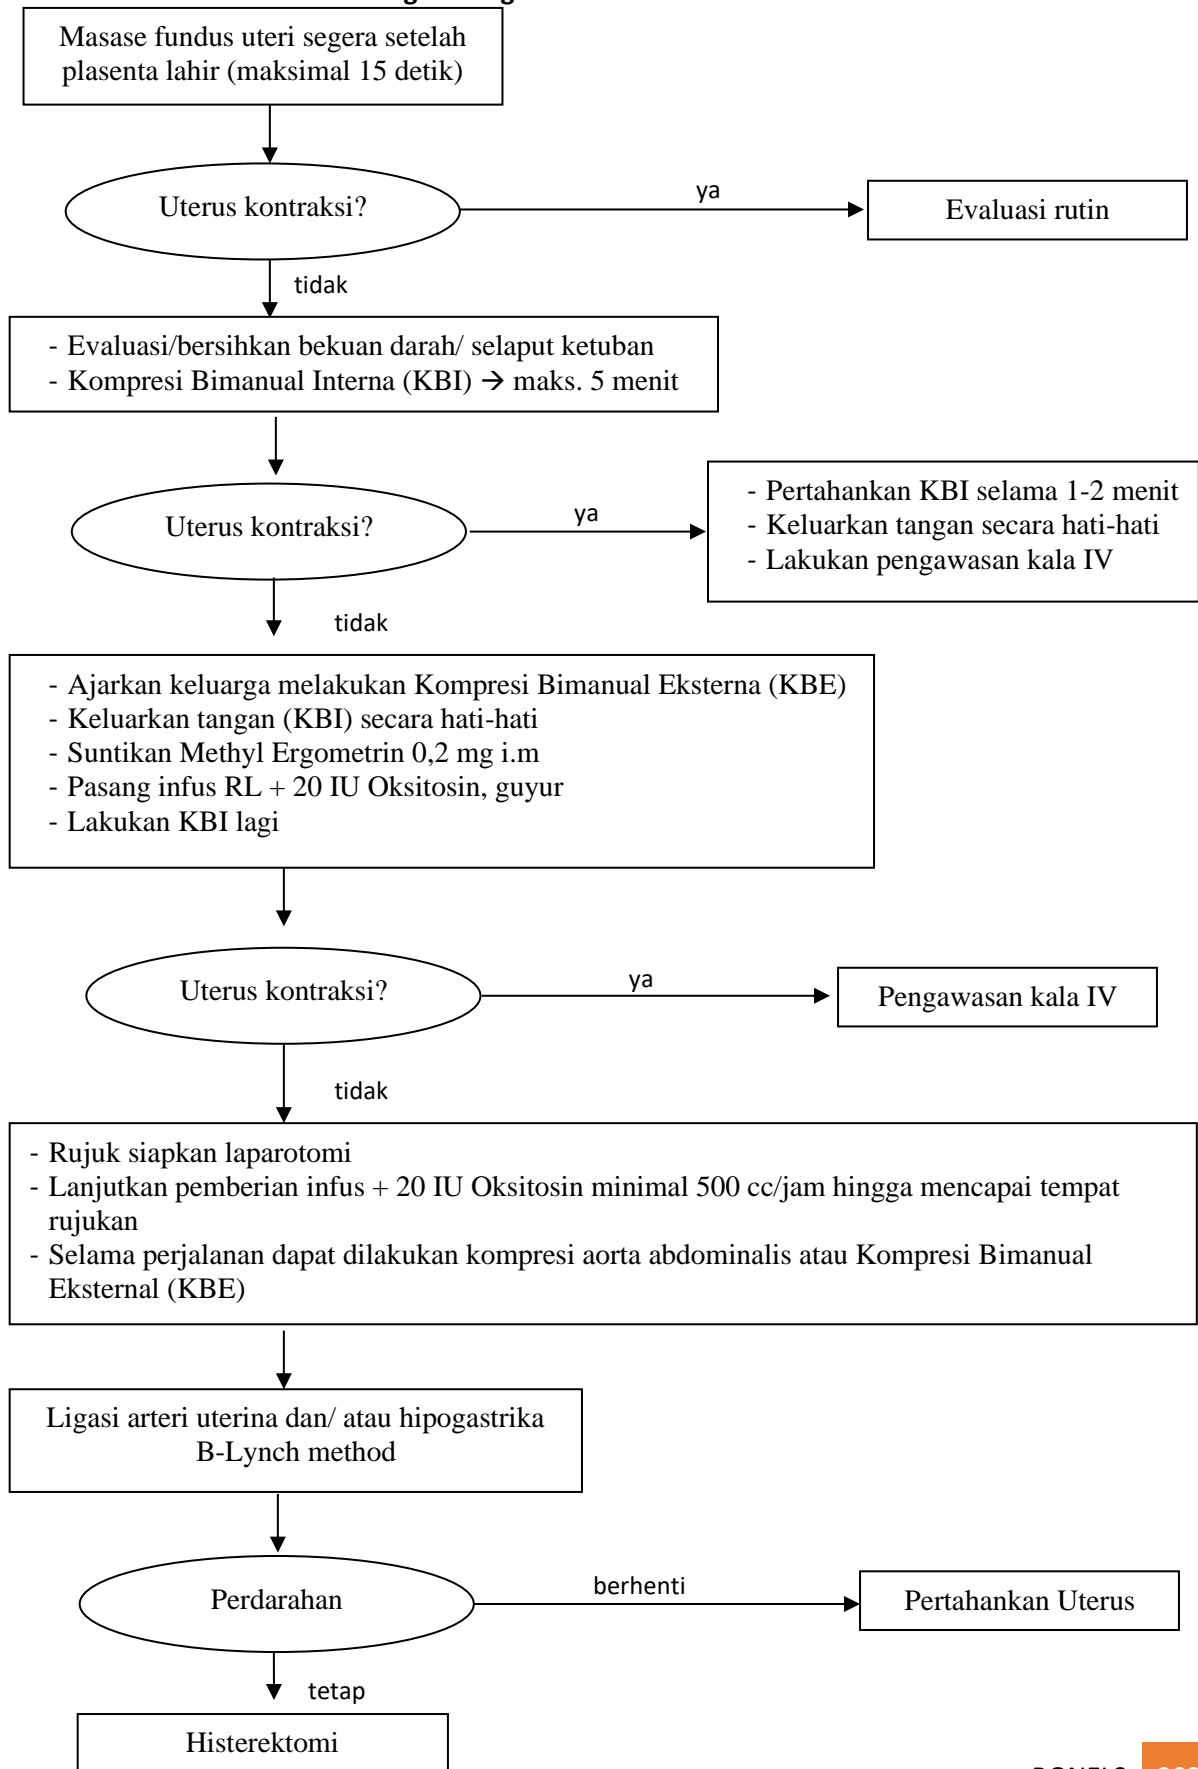 Masase fundus uteri segera setelah
plasenta lahir (maksimal 15 detik)
Uterus kontraksi?
ya
Evaluasi rutin
tidak
- Evaluasi/bersihkan bekuan darah/ selaput ketuban
- Kompresi Bimanual Interna (KBI) → maks. 5 menit
Uterus kontraksi?
ya
- Pertahankan KBI selama 1-2 menit
- Keluarkan tangan secara hati-hati
- Lakukan pengawasan kala IV
tidak
- Ajarkan keluarga melakukan Kompresi Bimanual Eksterna (KBE)
- Keluarkan tangan (KBI) secara hati-hati
- Suntikan Methyl Ergometrin 0,2 mg i.m
- Pasang infus RL + 20 IU Oksitosin, guyur
- Lakukan KBI lagi
Uterus kontraksi?
ya
Pengawasan kala IV
tidak
- Rujuk siapkan laparotomi
- Lanjutkan pemberian infus + 20 IU Oksitosin minimal 500 cc/jam hingga mencapai tempat
rujukan
- Selama perjalanan dapat dilakukan kompresi aorta abdominalis atau Kompresi Bimanual
Eksternal (KBE)
Ligasi arteri uterina dan/ atau hipogastrika
B-Lynch method
Perdarahan
berhenti
Pertahankan Uterus
tetap
Histerektomi